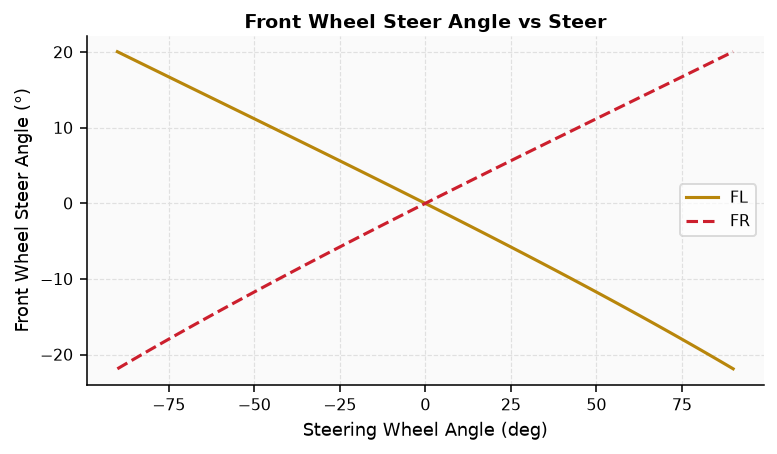 Front Wheel Steer Angle vs Steer
Front Wheel Steer Angle (°)
20
10
0
−10
−20
FL
FR
−75
−50
−25
0
25
50
75
Steering Wheel Angle (deg)